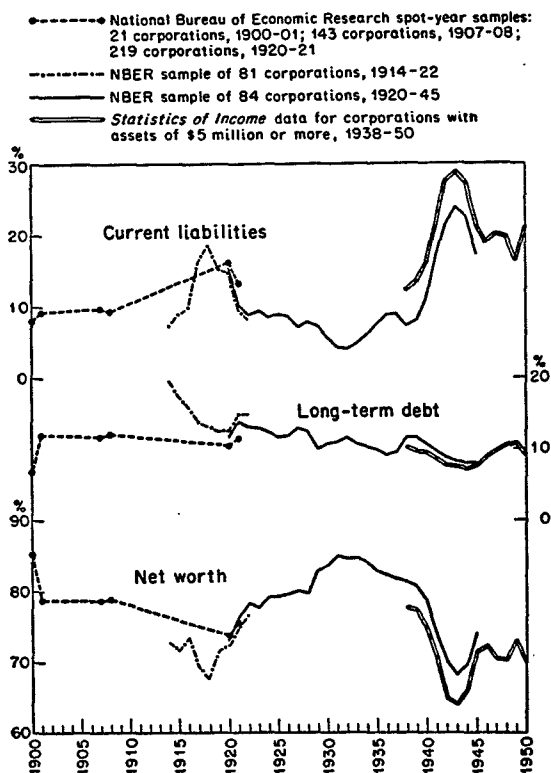 National Bureau of Economic Research spot-year samples:
21 corporations, 1900-01; 143 corporations, 1907-08;
219 corporations, 1920-21
NBER sample of 81 corporations, 1914-22
NBER sample of 84 corporations, 1920-45
Statistics of Income data for corporations with
assets of $5 million or more, 1938-50
%
30
Current liabilities
20
10
0
%
20
Long-term debt
10
0
%
90
Net worth
80
70
60
1900
1905
1910
1915
1920
1925
1930
1935
1940
1945
1950